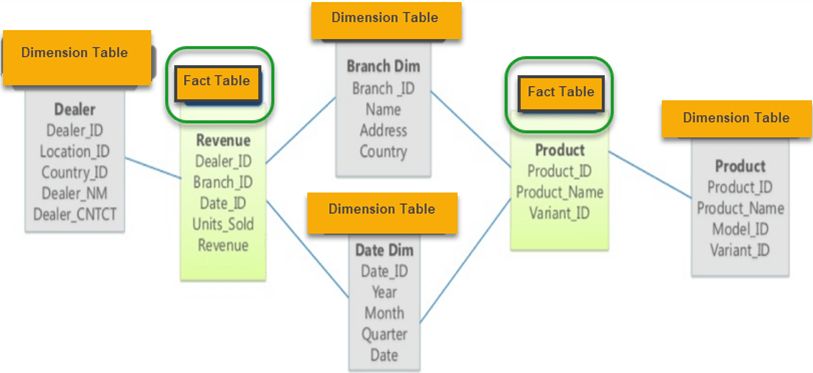 Dimension Table
Dealer
Dealer_ID
Location_ID
Country_ID
Dealer_NM
Dealer_CNTCT
Fact Table
Revenue
Dealer_ID
Branch_ID
Date_ID
Units_Sold
Revenue
Dimension Table
Branch Dim
Branch _ID
Name
Address
Country
Dimension Table
Date Dim
Date_ID
Year
Month
Quarter
Date
Fact Table
Product
Product_ID
Product_Name
Variant_ID
Dimension Table
Product
Product_ID
Product_Name
Model_ID
Variant_ID